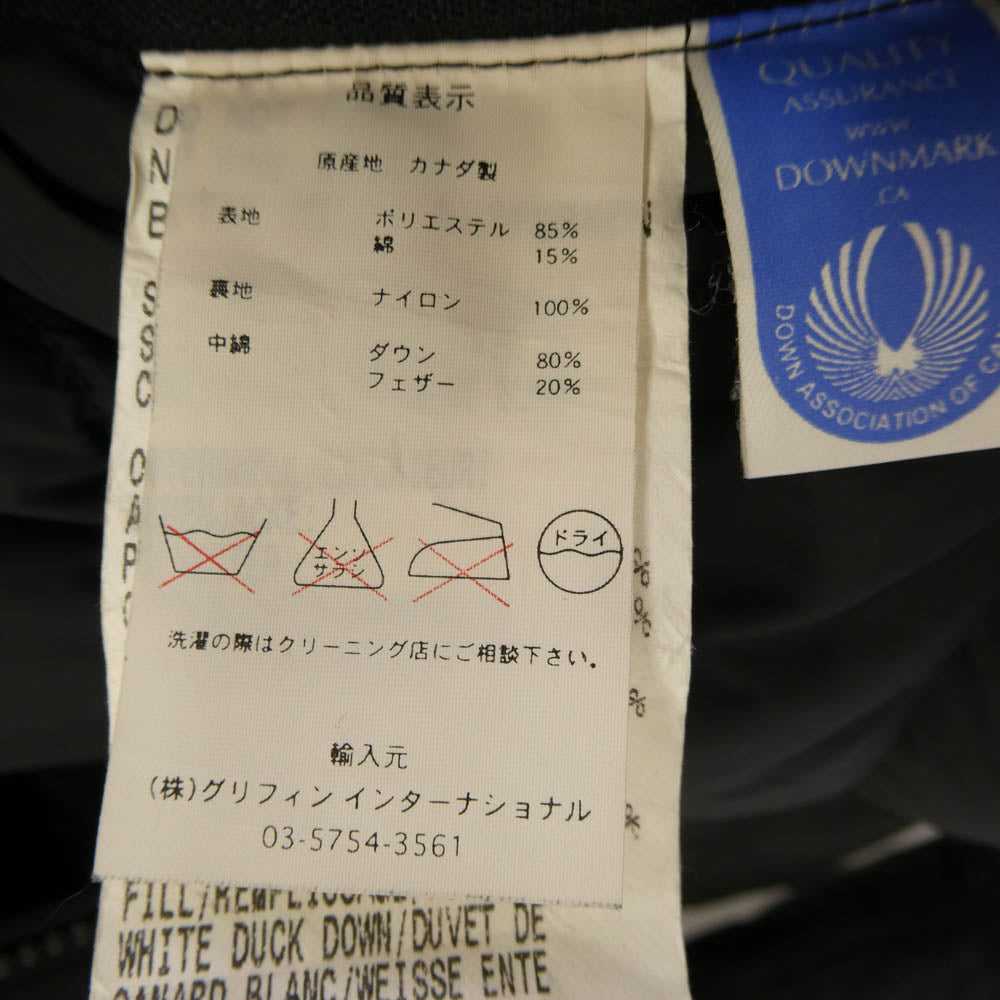 品質表示
原産地 カナダ製
表地 ポリエステル 85%
綿 15%
裏地 ナイロン 100%
中綿 ダウン 80%
フェザー 20%
エンソ
サラシ
ドライ
洗濯の際はクリーニング店にご相談下さい。
輸入元
(株)グリフィン インターナショナル
03-5754-3561
WHITE DUCK DOWN/DUVET DE
CANARD BLANC/WEISSE ENTE
QUALITY
ASSURANCE
WWW.
DOWNMARK
.CA
DOWN ASSOCIATION OF